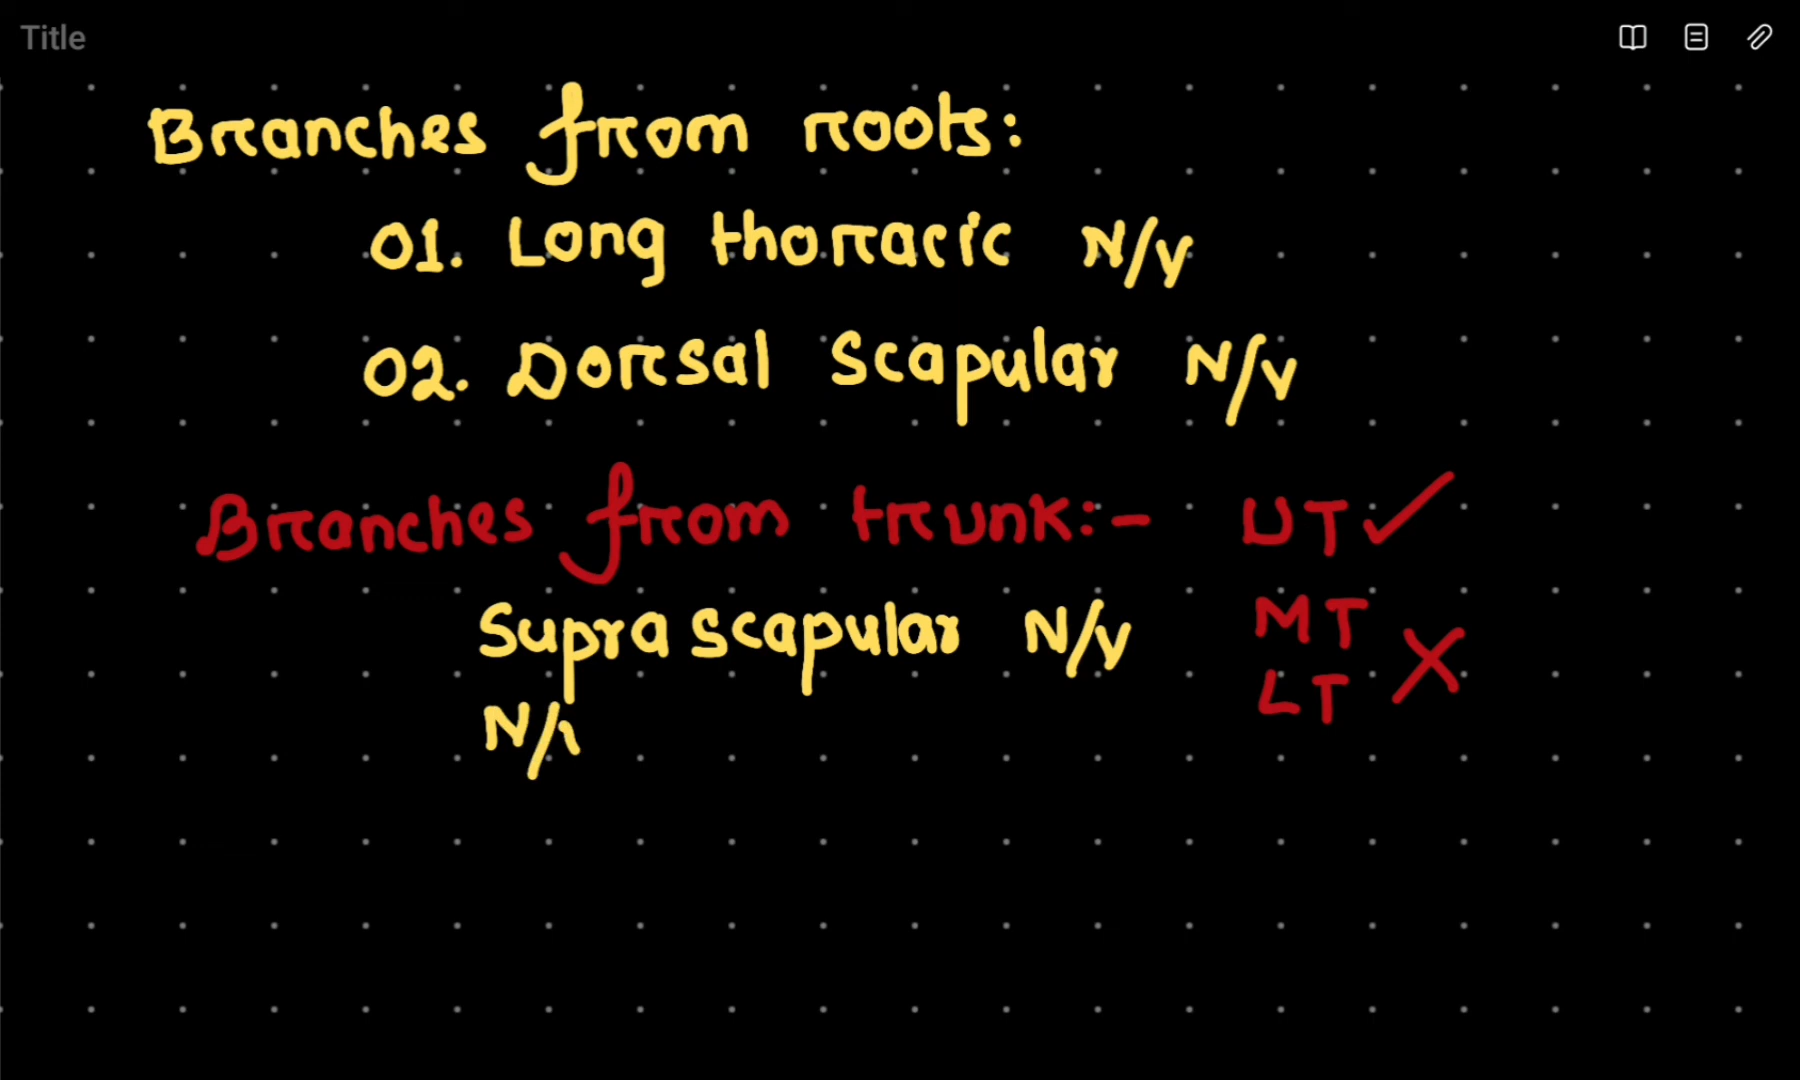 Title
Branches from roots:
01. Long thoracic N/V
02. Dorsal Scapular N/V
Branches from trunk:- UT ✓
Supra scapular N/V MT
LT ✗
N/